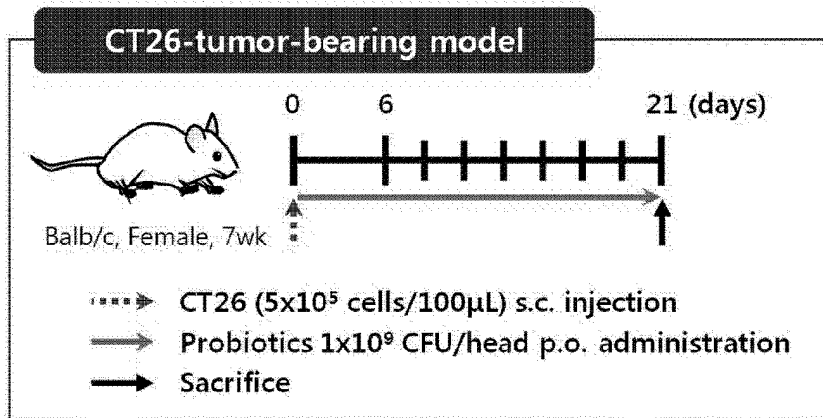 CT26-tumor-bearing model
0 6 21 (days)
Balb/c, Female, 7wk
CT26 (5x10⁵ cells/100μL) s.c. injection
Probiotics 1x10⁹ CFU/head p.o. administration
Sacrifice